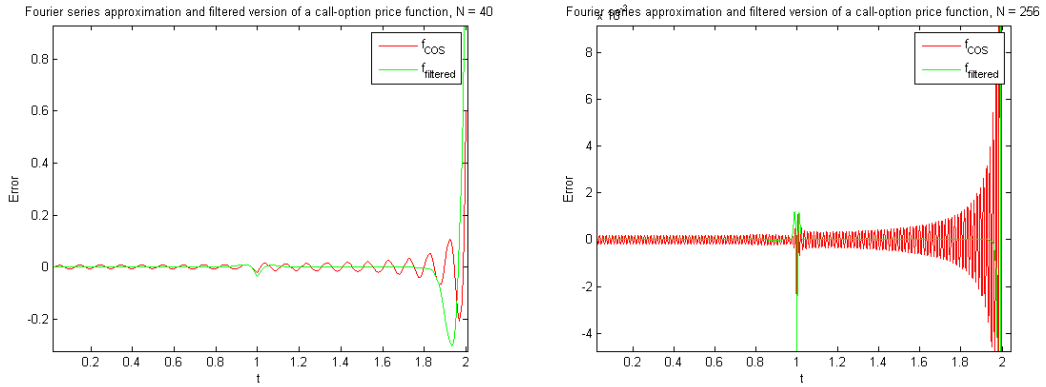 Fourier series approximation and filtered version of a call-option price function, N = 40
0.8
0.6
0.4
0.2
0
-0.2
Error
0.2 0.4 0.6 0.8 1 1.2 1.4 1.6 1.8 2
t
f_COS
f_filtered
Fourier series approximation and filtered version of a call-option price function, N = 256
8
6
4
2
0
-2
-4
Error
0.2 0.4 0.6 0.8 1 1.2 1.4 1.6 1.8 2
t
f_COS
f_filtered